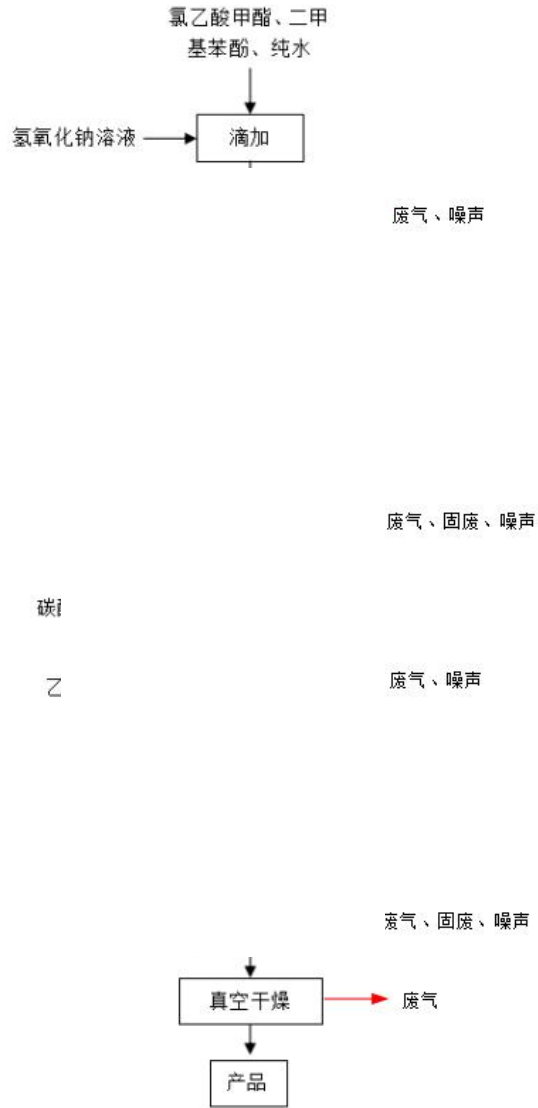 氯乙酸甲酯、二甲
基苯酚、纯水
氢氧化钠溶液
滴加
废气、噪声
废气、固废、噪声
碳
乙
废气、噪声
废气、固废、噪声
真空干燥
废气
产品